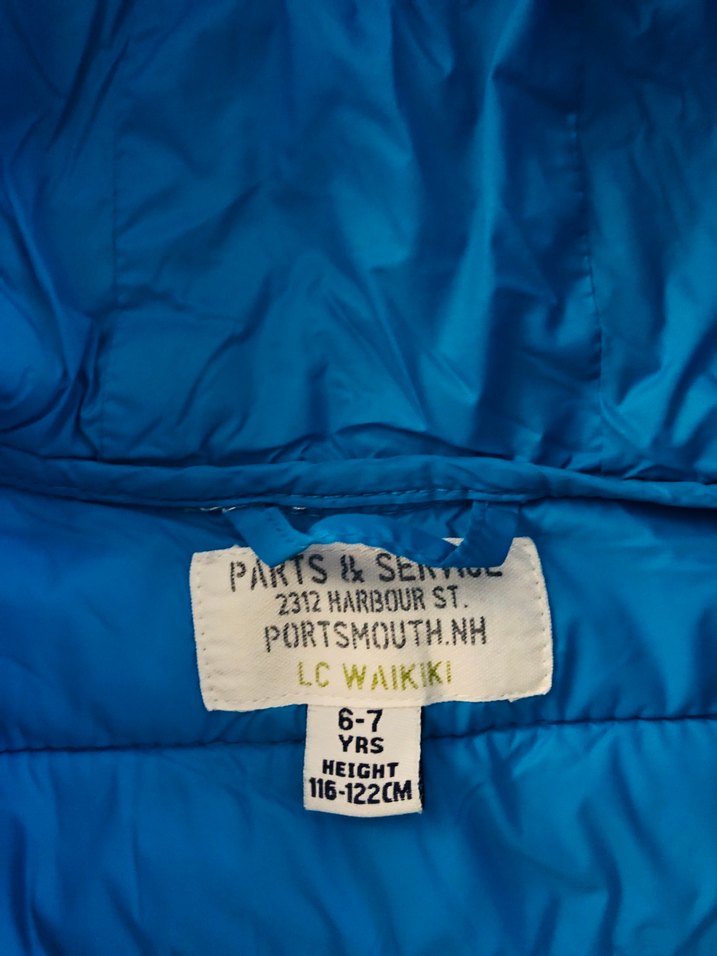 PARTS & SERVICE
2312 HARBOUR ST.
PORTSMOUTH.NH
LC WAIKIKI
6-7
YRS
HEIGHT
116-122CM